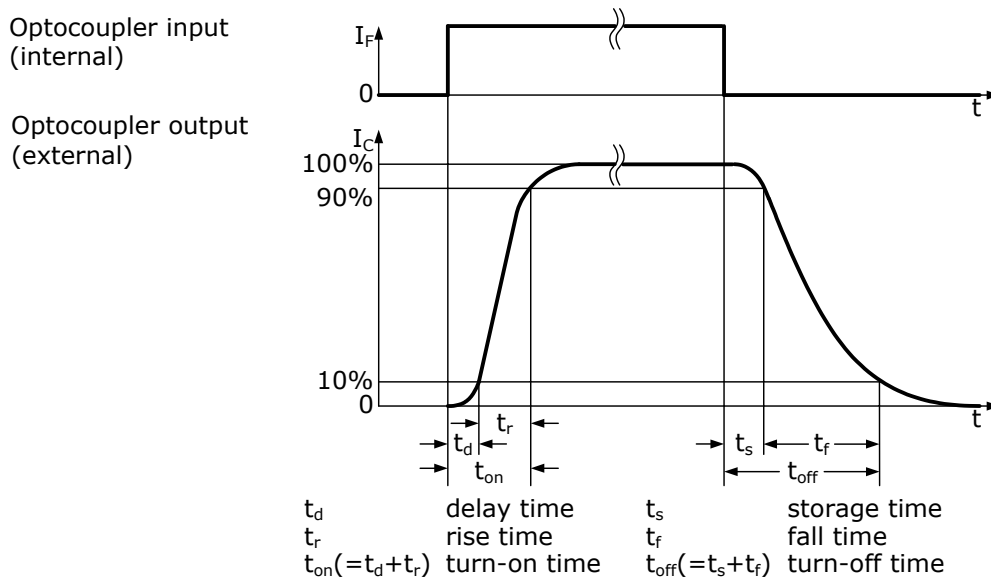 Optocoupler input
(internal)
I_F
0
t
Optocoupler output
(external)
I_C
100%
90%
10%
0
t
t_r
t_d
t_on
t_s
t_f
t_off
t_d delay time
t_r rise time
t_on(=t_d+t_r) turn-on time
t_s storage time
t_f fall time
t_off(=t_s+t_f) turn-off time